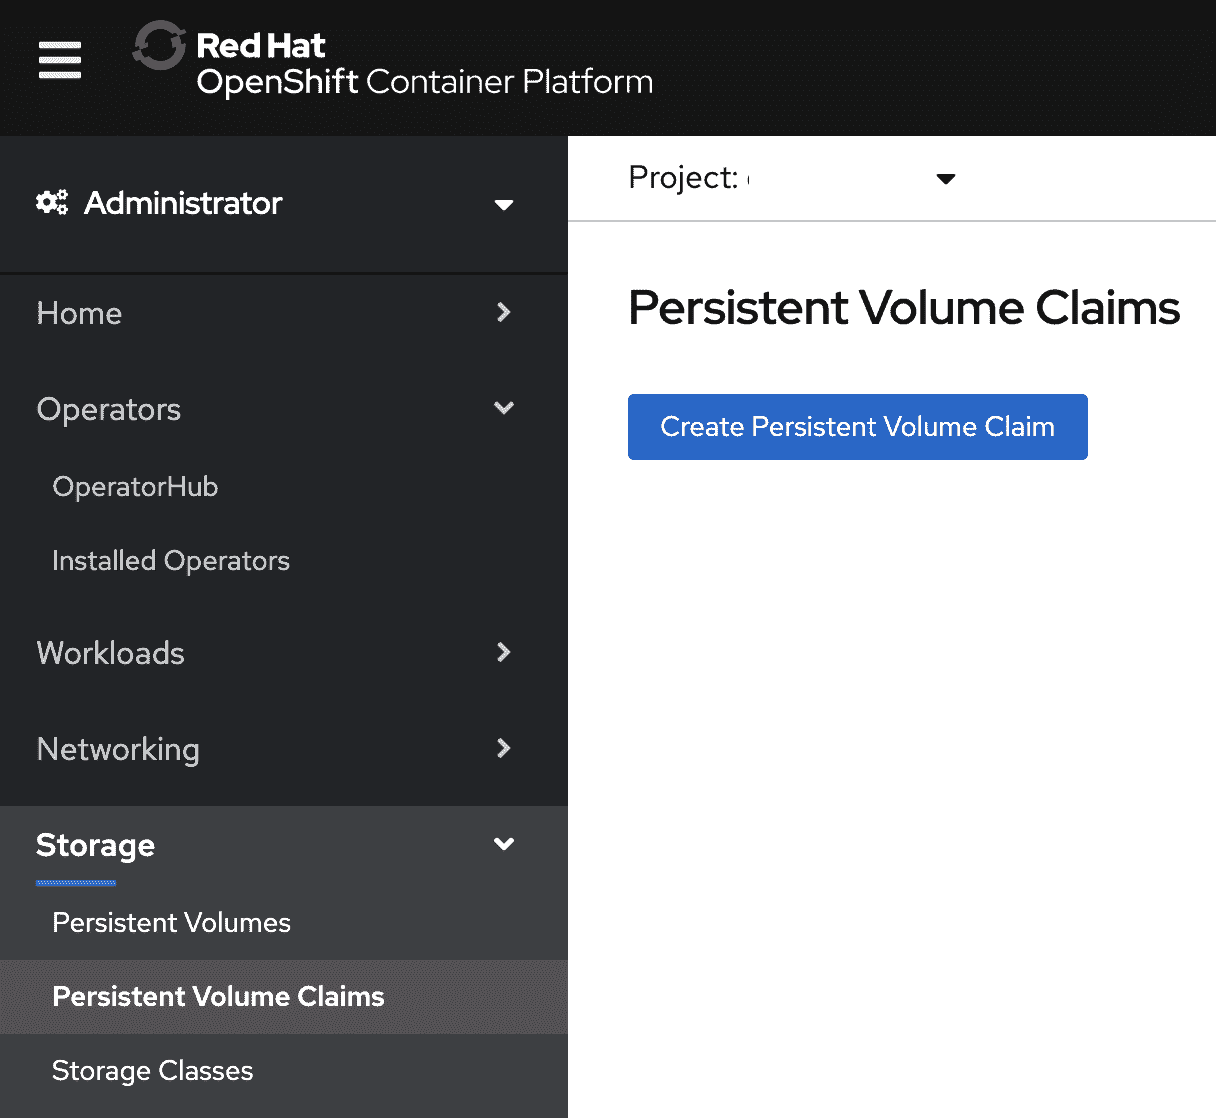 Red Hat
OpenShift Container Platform
Administrator
Home
Operators
OperatorHub
Installed Operators
Workloads
Networking
Storage
Persistent Volumes
Persistent Volume Claims
Storage Classes
Project:
Persistent Volume Claims
Create Persistent Volume Claim